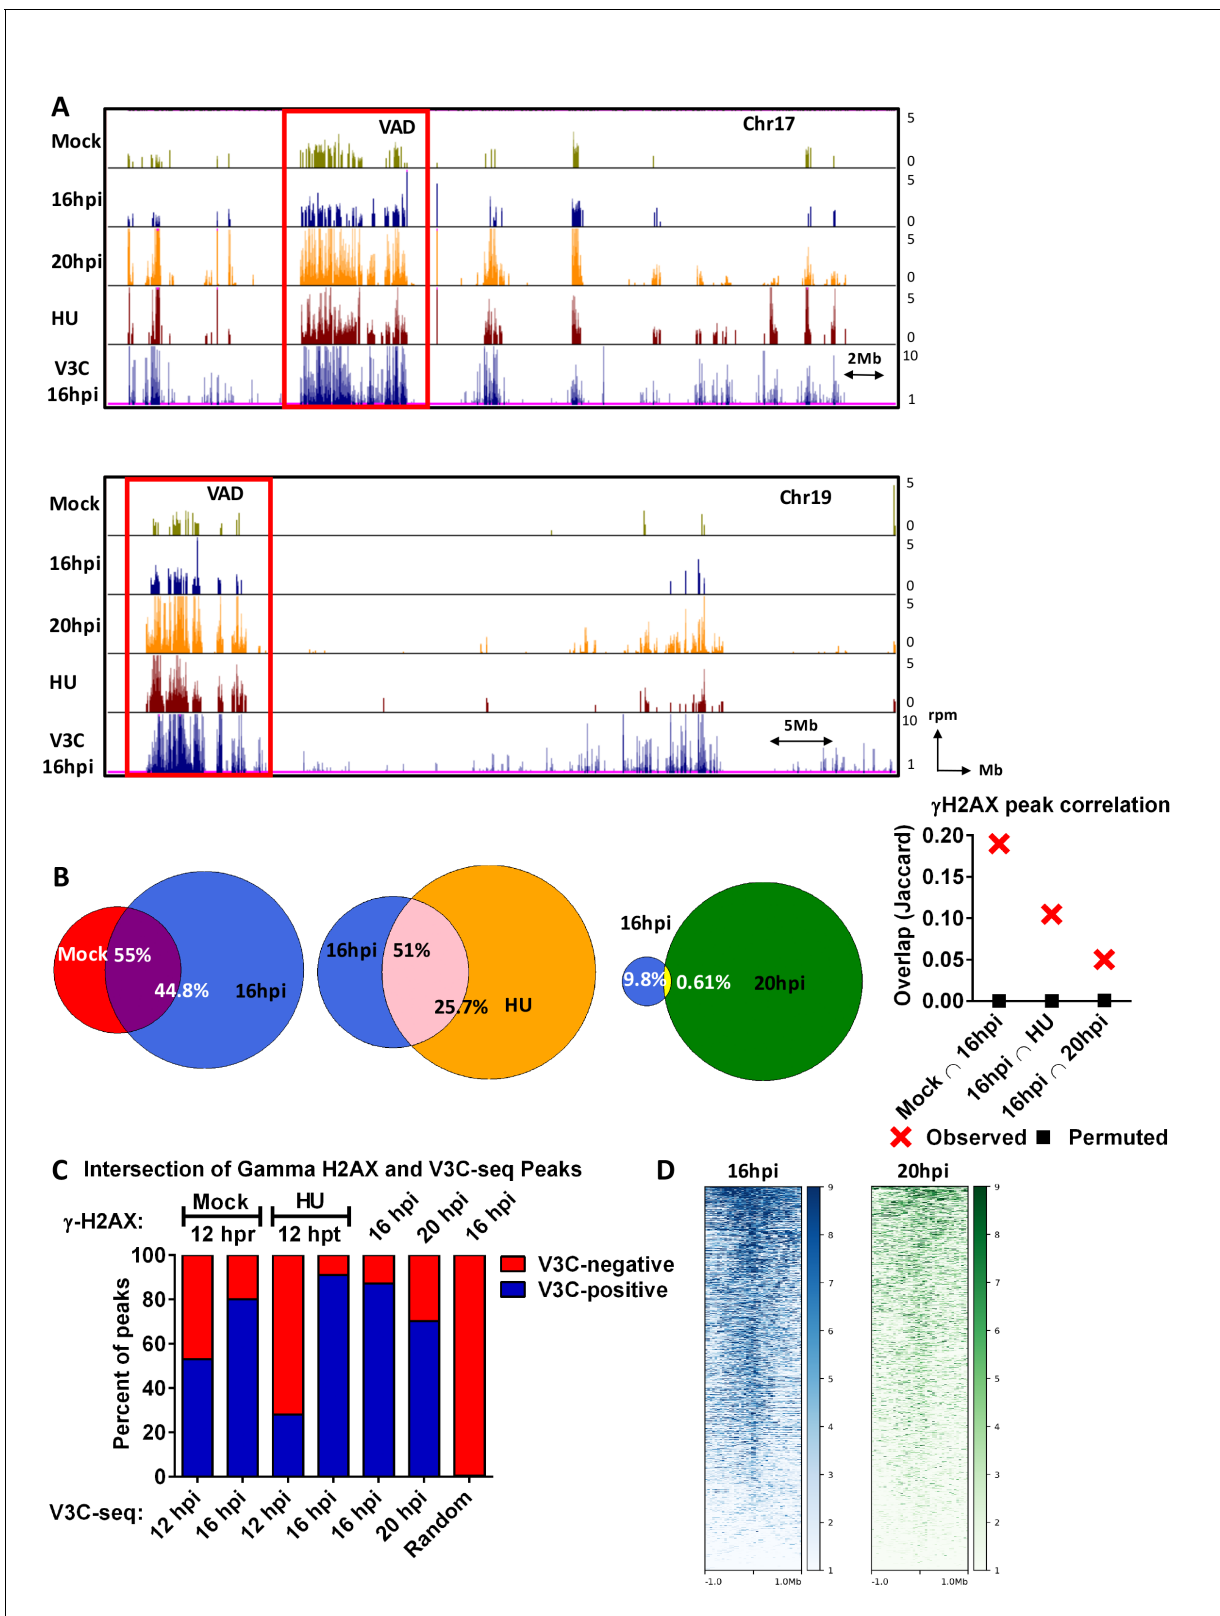 A
Mock
VAD
Chr17
5
0
16hpi
5
0
20hpi
5
0
HU
5
0
V3C
16hpi
10
2Mb
1
Mock
VAD
Chr19
5
0
16hpi
5
0
20hpi
5
0
HU
5
0
V3C
16hpi
10
5Mb
1
rpm
Mb
B
Mock
55%
44.8%
16hpi
16hpi
51%
25.7%
HU
16hpi
9.8%
0.61%
20hpi
γH2AX peak correlation
Overlap (Jaccard)
0.20
0.15
0.10
0.05
0.00
Mock ∩ 16hpi
16hpi ∩ HU
16hpi ∩ 20hpi
Observed
Permuted
C
Intersection of Gamma H2AX and V3C-seq Peaks
γ-H2AX:
Mock
12 hpr
HU
12 hpt
16 hpi
20 hpi
16 hpi
Percent of peaks
100
80
60
40
20
0
V3C-negative
V3C-positive
V3C-seq:
12 hpi
16 hpi
12 hpi
16 hpi
16 hpi
20 hpi
Random
D
16hpi
9
8
7
6
5
4
3
2
1
-1.0
1.0Mb
20hpi
9
8
7
6
5
4
3
2
1
-1.0
1.0Mb